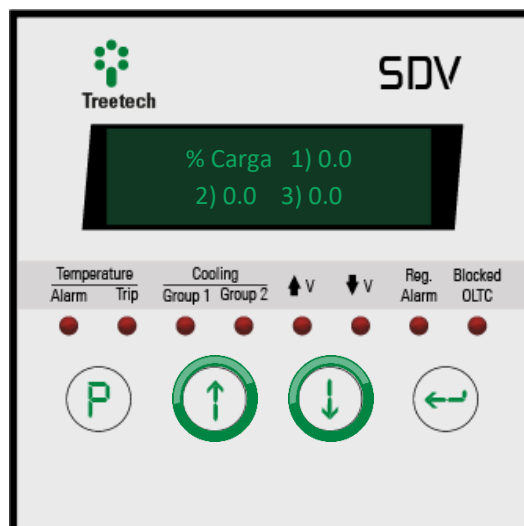 Treetech
SDV
% Carga 1) 0.0
2) 0.0 3) 0.0
Temperature
Alarm Trip
Cooling
Group 1 Group 2
V
V
Reg.
Alarm
Blocked
OLTC
P